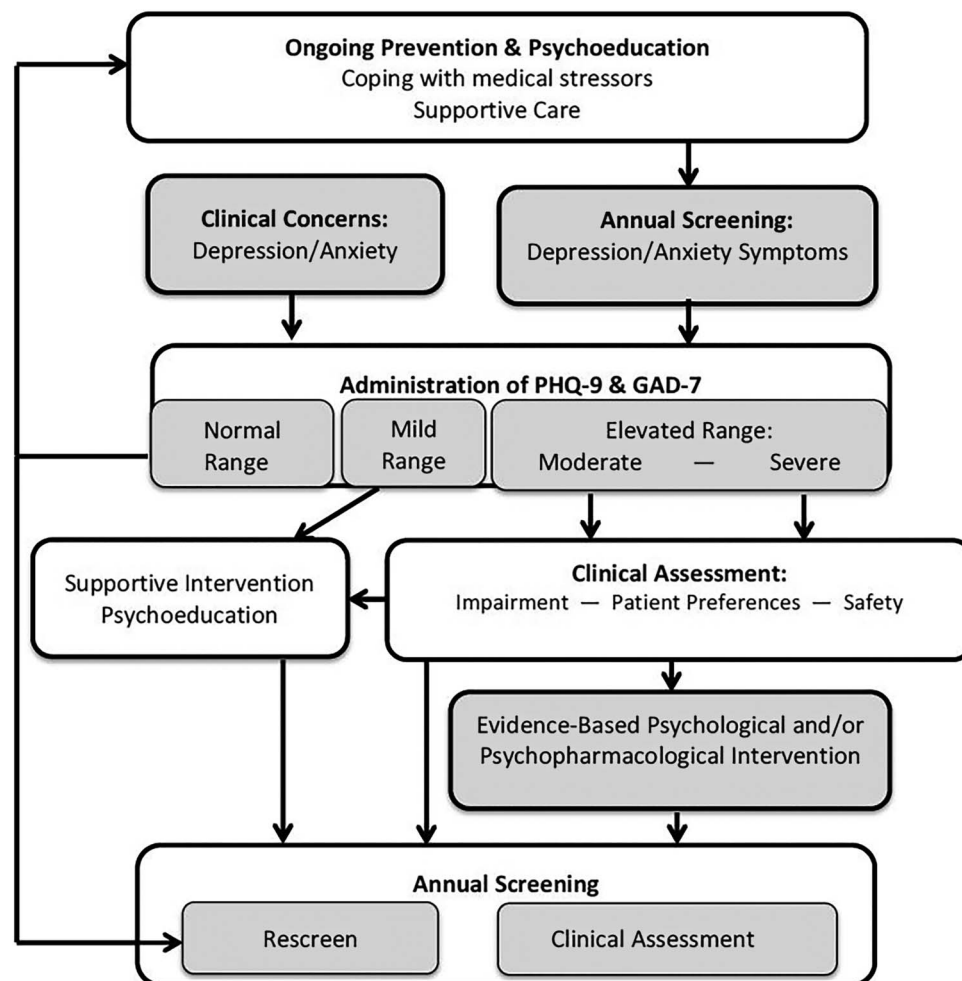 Ongoing Prevention & Psychoeducation
Coping with medical stressors
Supportive Care
Clinical Concerns:
Depression/Anxiety
Annual Screening:
Depression/Anxiety Symptoms
Administration of PHQ-9 & GAD-7
Normal
Range
Mild
Range
Elevated Range:
Moderate — Severe
Supportive Intervention
Psychoeducation
Clinical Assessment:
Impairment — Patient Preferences — Safety
Evidence-Based Psychological and/or
Psychopharmacological Intervention
Annual Screening
Rescreen
Clinical Assessment